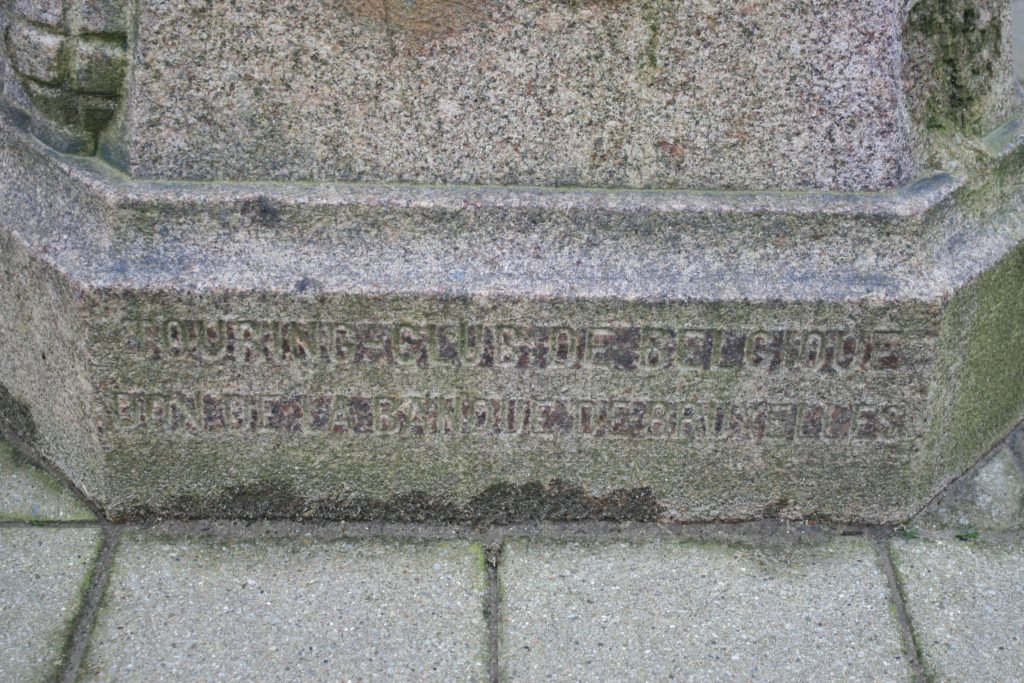 TOURING-CLUB DE BELGIQUE
DON DE LA BANQUE DE BRUXELLES